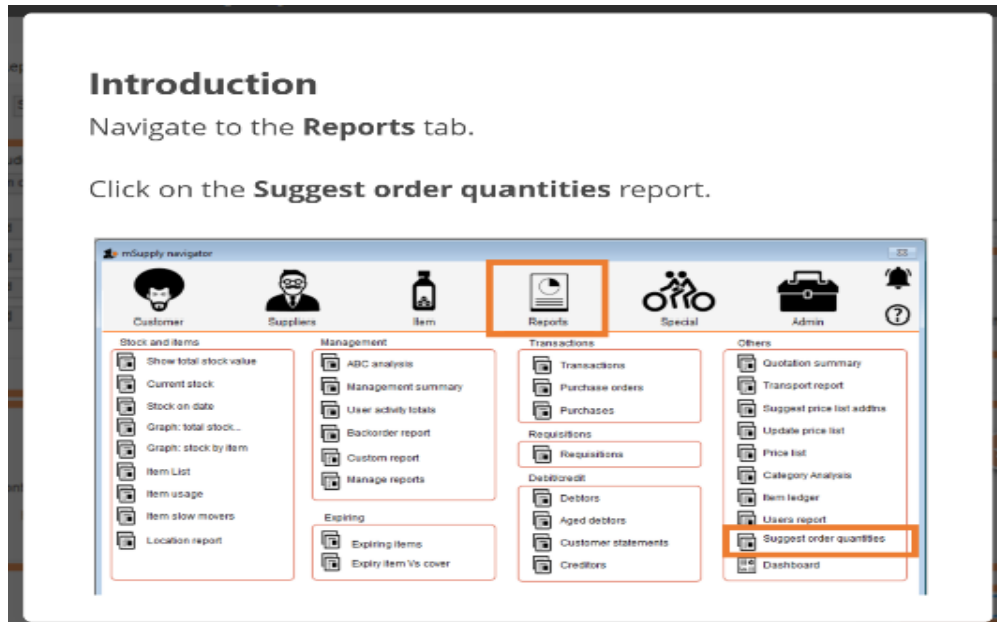 Introduction
Navigate to the Reports tab.
Click on the Suggest order quantities report.
mSupply navigator
Customer
Suppliers
Item
Reports
Special
Admin
Stock and items
Show total stock value
Current stock
Stock on date
Graph: total stock...
Graph: stock by item
Item List
Item usage
Item slow movers
Location report
Management
ABC analysis
Management summary
User activity totals
Backorder report
Custom report
Manage reports
Expiring
Expiring items
Expiry item Vs cover
Transactions
Transactions
Purchase orders
Purchases
Requisitions
Requisitions
Debit/credit
Debtors
Aged debtors
Customer statements
Creditors
Others
Quotation summary
Transport report
Suggest price list addtns
Update price list
Price list
Category Analysis
Item ledger
Users report
Suggest order quantities
Dashboard